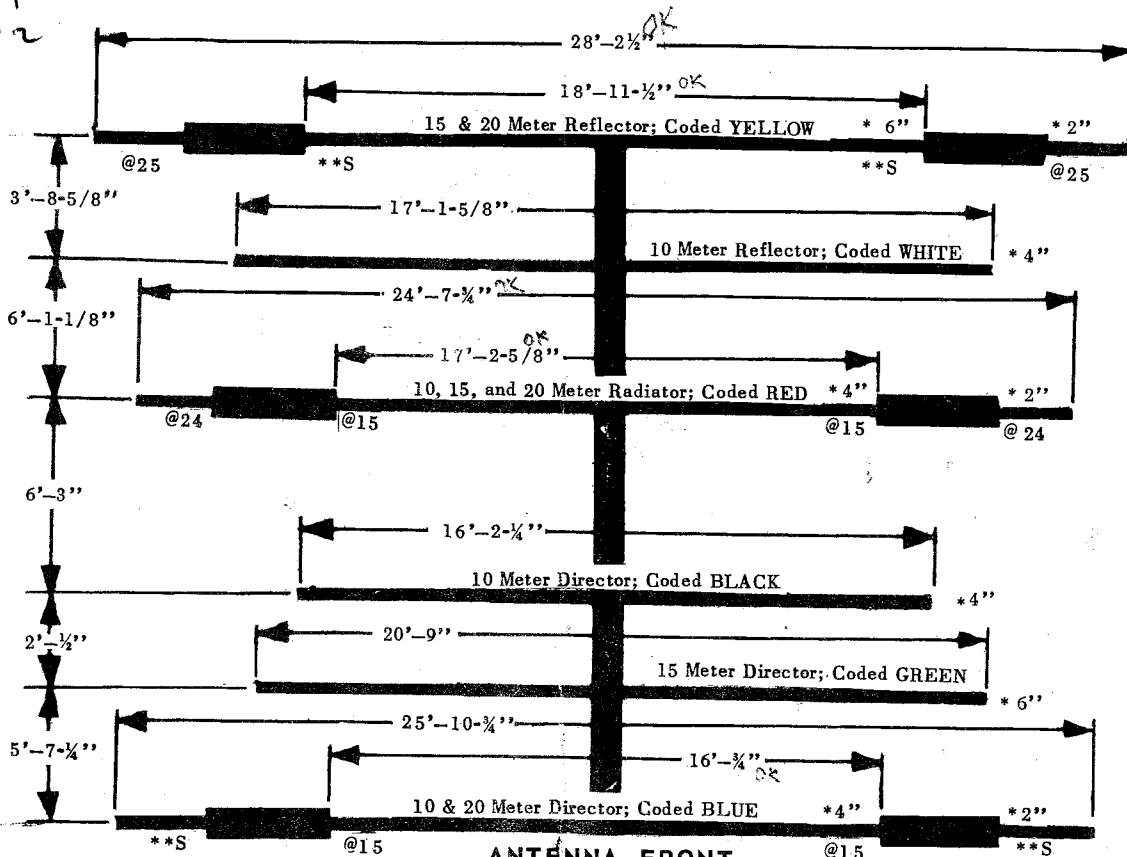 28'-2½" OK
18'-11-½" OK
15 & 20 Meter Reflector; Coded YELLOW * 6" * 2"
@25 **S **S @25
3'-8-5/8"
17'-1-5/8"
10 Meter Reflector; Coded WHITE * 4"
24'-7-¾" OK
6'-1-1/8"
17'-2-5/8" OK
10, 15, and 20 Meter Radiator; Coded RED *4" * 2"
@24 @15 @15 @ 24
6'-3"
16'-2-¼"
10 Meter Director; Coded BLACK *4"
2'-½"
20'-9"
15 Meter Director; Coded GREEN * 6"
25'-10-¾"
5'-7-¼"
16'-¾" OK
10 & 20 Meter Director; Coded BLUE *4" *2"
**S @15 @15 **S
ANTENNA FRONT